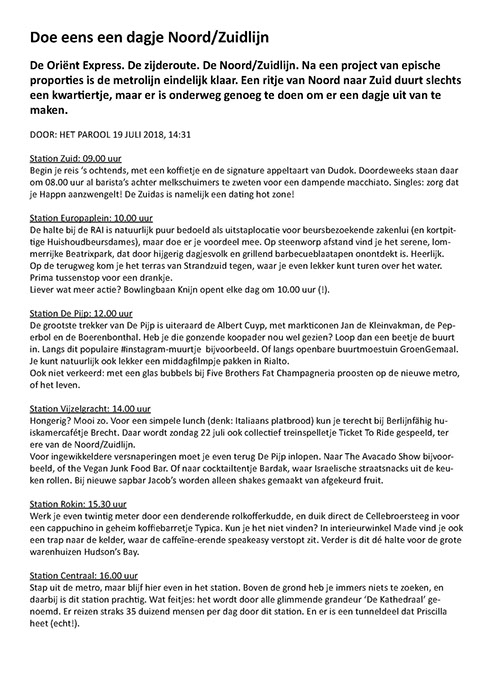 Doe eens een dagje Noord/Zuidlijn
De Oriënt Express. De zijderoute. De Noord/Zuidlijn. Na een project van epische
proporties is de metrolijn eindelijk klaar. Een ritje van Noord naar Zuid duurt slechts
een kwartiertje, maar er is onderweg genoeg te doen om er een dagje uit van te
maken.
DOOR: HET PAROOL 19 JULI 2018, 14:31
Station Zuid: 09.00 uur
Begin je reis 's ochtends, met een koffietje en de signature appeltaart van Dudok. Doordeweeks staan daar
om 08.00 uur al barista's achter melkschuimers te zweten voor een dampende macchiato. Singles: zorg dat
je Happn aanzwengelt! De Zuidas is namelijk een dating hot zone!
Station Europaplein: 10.00 uur
De halte bij de RAI is natuurlijk puur bedoeld als uitstaplocatie voor beursbezoekende zakenlui (en kortpit-
tige Huishoudbeursdames), maar doe er je voordeel mee. Op steenworp afstand vind je het serene, lom-
merrijke Beatrixpark, dat door hijgerig dagjesvolk en grillend barbecueblaatapen onontdekt is. Heerlijk.
Op de terugweg kom je het terras van Strandzuid tegen, waar je even lekker kunt turen over het water.
Prima tussenstop voor een drankje.
Liever wat meer actie? Bowlingbaan Knijn opent elke dag om 10.00 uur (!).
Station De Pijp: 12.00 uur
De grootste trekker van De Pijp is uiteraard de Albert Cuyp, met markticonen Jan de Kleinvakman, de Pep-
erbol en de Boerenbonthal. Heb je die gonzende koopader nou wel gezien? Loop dan een beetje de buurt
in. Langs dit populaire #instagram-muurtje bijvoorbeeld. Of langs openbare buurtmoestuin GroenGemaal.
Je kunt natuurlijk ook lekker een middagfilmpje pakken in Rialto.
Ook niet verkeerd: met een glas bubbels bij Five Brothers Fat Champagneria proosten op de nieuwe metro,
of het leven.
Station Vijzelgracht: 14.00 uur
Hongerig? Mooi zo. Voor een simpele lunch (denk: Italiaans platbrood) kun je terecht bij Berlijnfähig hu-
iskamercafétje Brecht. Daar wordt zondag 22 juli ook collectief treinspelletje Ticket To Ride gespeeld, ter
ere van de Noord/Zuidlijn.
Voor ingewikkeldere versnaperingen moet je even terug De Pijp inlopen. Naar The Avacado Show bijvoor-
beeld, of the Vegan Junk Food Bar. Of naar cocktailtentje Bardak, waar Israelische straatsnacks uit de keu-
ken rollen. Bij nieuwe sapbar Jacob's worden alleen shakes gemaakt van afgekeurd fruit.
Station Rokin: 15.30 uur
Werk je even twintig meter door een denderende rolkofferkudde, en duik direct de Cellebroersteeg in voor
een cappuchino in geheim koffiebarretje Typica. Kun je het niet vinden? In interieurwinkel Made vind je ook
een trap naar de kelder, waar de caffeïne-erende speakeasy verstopt zit. Verder is dit dé halte voor de grote
warenhuizen Hudson's Bay.
Station Centraal: 16.00 uur
Stap uit de metro, maar blijf hier even in het station. Boven de grond heb je immers niets te zoeken, en
daarbij is dit station prachtig. Wat feitjes: het wordt door alle glimmende grandeur 'De Kathedraal' ge-
noemd. Er reizen straks 35 duizend mensen per dag door dit station. En er is een tunneldeel dat Priscilla
heet (echt!).